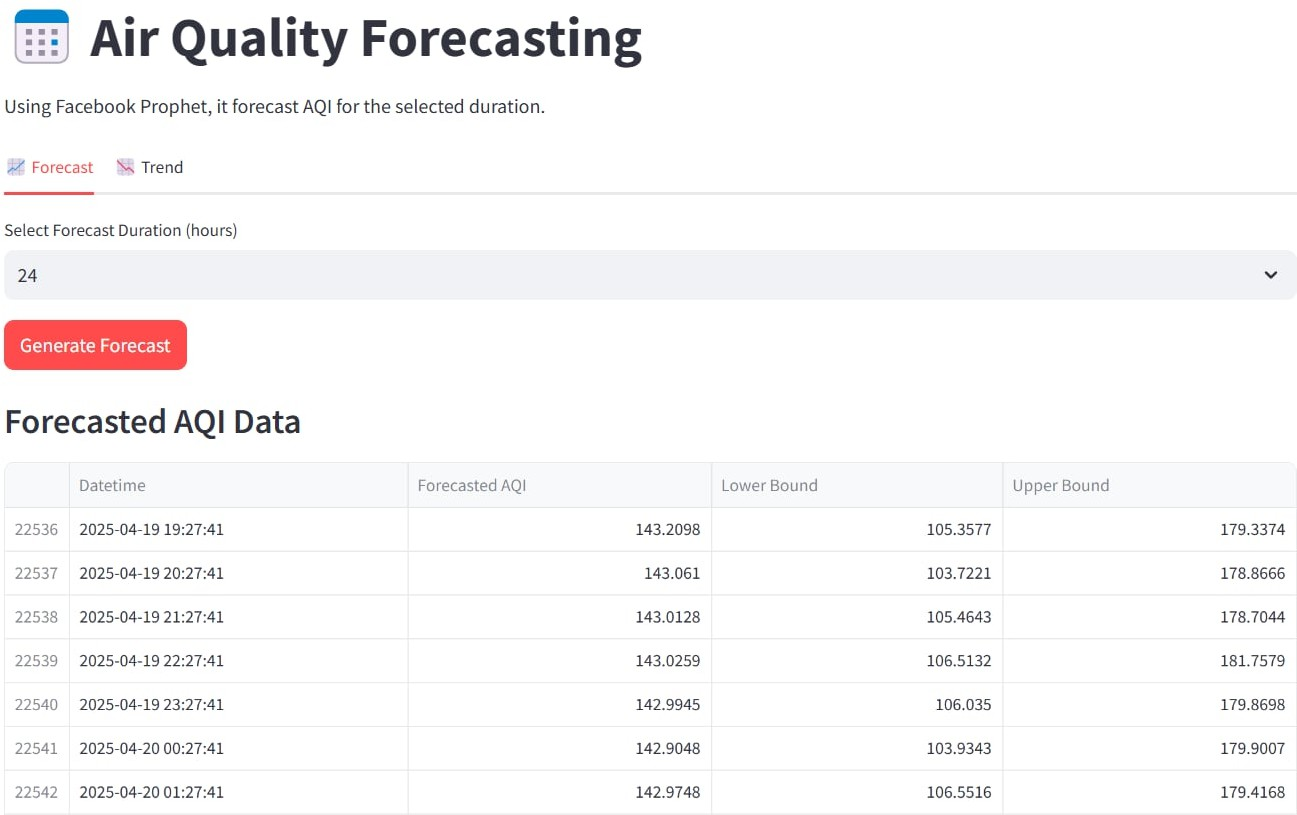 Air Quality Forecasting
Using Facebook Prophet, it forecast AQI for the selected duration.
Forecast Trend
Select Forecast Duration (hours)
24
Generate Forecast
Forecasted AQI Data
Datetime Forecasted AQI Lower Bound Upper Bound
22536 2025-04-19 19:27:41 143.2098 105.3577 179.3374
22537 2025-04-19 20:27:41 143.061 103.7221 178.8666
22538 2025-04-19 21:27:41 143.0128 105.4643 178.7044
22539 2025-04-19 22:27:41 143.0259 106.5132 181.7579
22540 2025-04-19 23:27:41 142.9945 106.035 179.8698
22541 2025-04-20 00:27:41 142.9048 103.9343 179.9007
22542 2025-04-20 01:27:41 142.9748 106.5516 179.4168